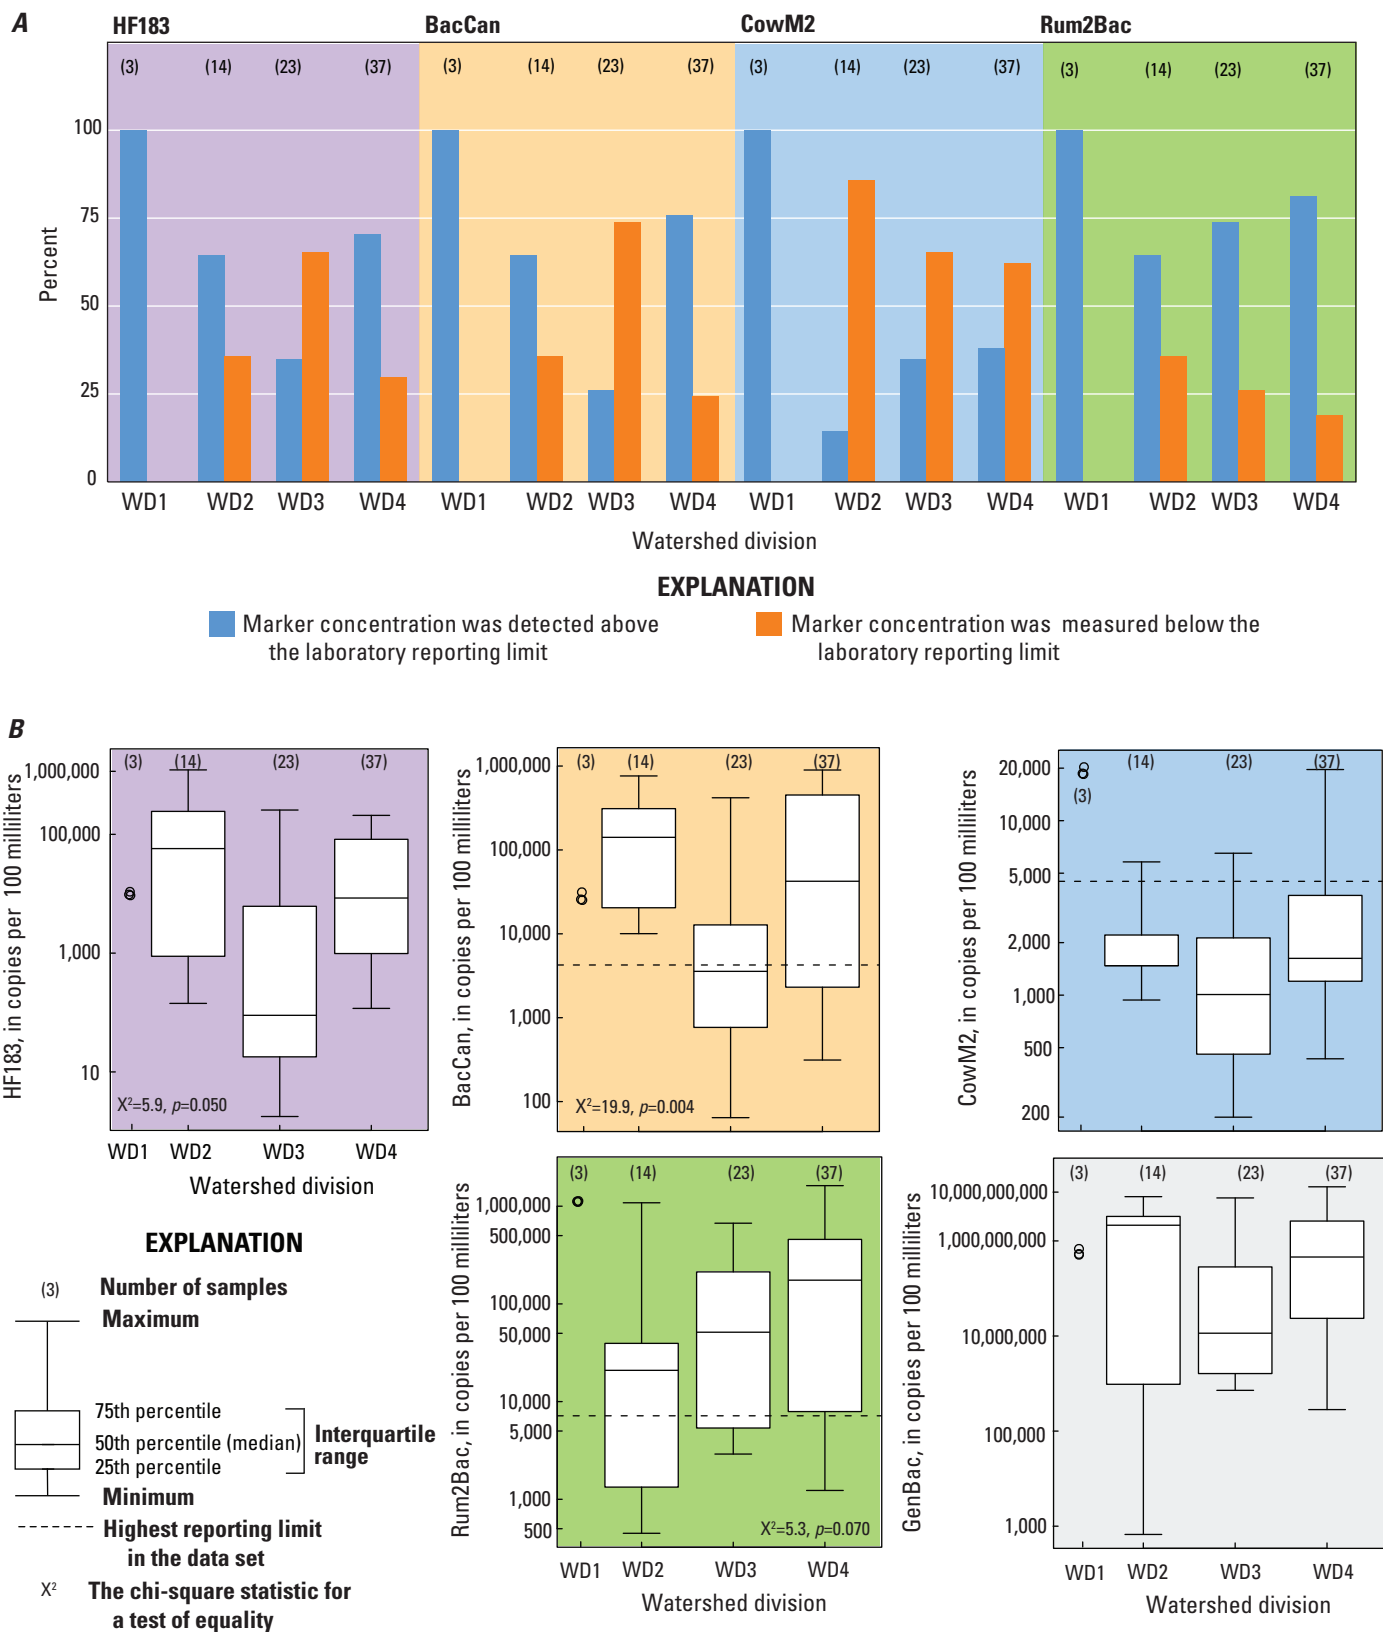 A
HF183 BacCan CowM2 Rum2Bac
(3) (14) (23) (37) (3) (14) (23) (37) (3) (14) (23) (37) (3) (14) (23) (37)
100
75
50
25
0
Percent
WD1 WD2 WD3 WD4 WD1 WD2 WD3 WD4 WD1 WD2 WD3 WD4 WD1 WD2 WD3 WD4
Watershed division
EXPLANATION
Marker concentration was detected above
the laboratory reporting limit
Marker concentration was measured below the
laboratory reporting limit
B
HF183, in copies per 100 milliliters
(3) (14) (23) (37)
1,000,000
100,000
1,000
10
X²=5.9, p=0.050
WD1 WD2 WD3 WD4
Watershed division
BacCan, in copies per 100 milliliters
(3) (14) (23) (37)
1,000,000
100,000
10,000
1,000
100
X²=19.9, p=0.004
CowM2, in copies per 100 milliliters
(3) (14) (23) (37)
20,000
10,000
5,000
2,000
1,000
500
200
Rum2Bac, in copies per 100 milliliters
(3) (14) (23) (37)
1,000,000
500,000
100,000
50,000
10,000
5,000
1,000
500
X²=5.3, p=0.070
WD1 WD2 WD3 WD4
Watershed division
GenBac, in copies per 100 milliliters
(3) (14) (23) (37)
10,000,000,000
1,000,000,000
10,000,000
100,000
1,000
WD1 WD2 WD3 WD4
Watershed division
EXPLANATION
(3) Number of samples
Maximum
75th percentile
50th percentile (median)
25th percentile
Interquartile
range
Minimum
Highest reporting limit
in the data set
X² The chi-square statistic for
a test of equality